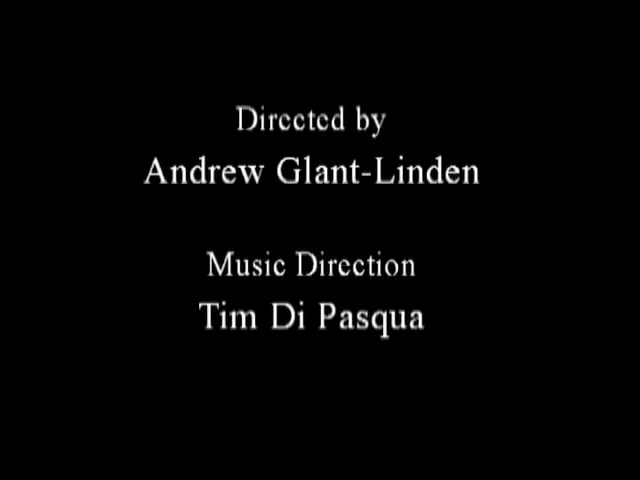 Directed by
Andrew Glant-Linden
Music Direction
Tim Di Pasqua